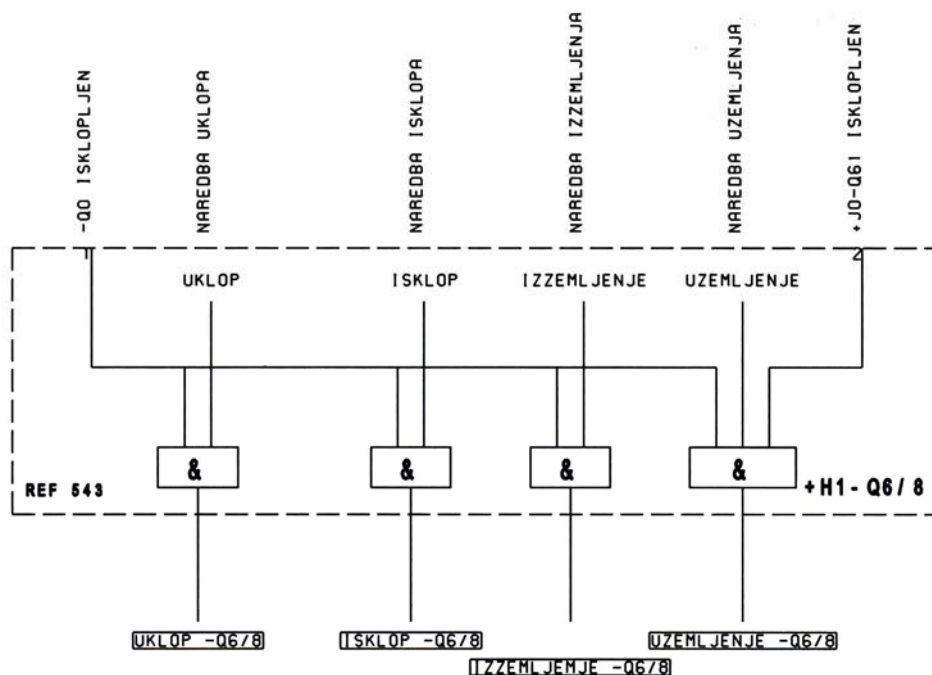 -Q0 ISKLOPLJEN
NAREDBA UKLOPA
NAREDBA ISKLOPA
NAREDBA IZZEMLJENJA
NAREDBA UZEMLJENJA
+J0-Q61 ISKLOPLJEN
1
2
UKLOP
ISKLOP
IZZEMLJENJE
UZEMLJENJE
&
&
&
&
REF 543
+H1-Q6/8
UKLOP -Q6/8
ISKLOP -Q6/8
UZEMLJENJE -Q6/8
IZZEMLJEMJE -Q6/8